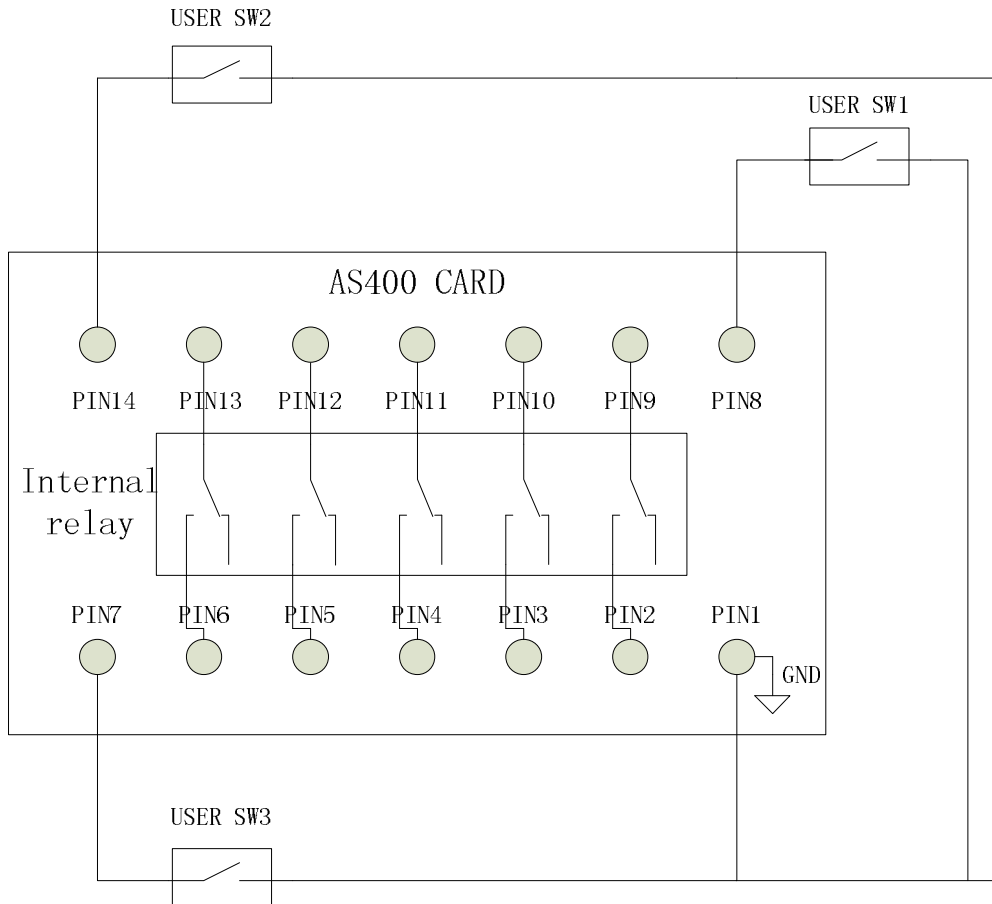 USER SW2
USER SW1
AS400 CARD
PIN14 PIN13 PIN12 PIN11 PIN10 PIN9 PIN8
Internal
relay
PIN7 PIN6 PIN5 PIN4 PIN3 PIN2 PIN1
GND
USER SW3